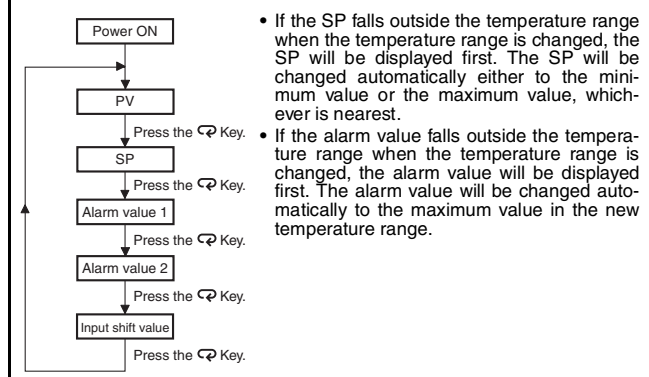 Power ON
PV
Press the Key.
SP
Press the Key.
Alarm value 1
Press the Key.
Alarm value 2
Press the Key.
Input shift value
Press the Key.
• If the SP falls outside the temperature range
when the temperature range is changed, the
SP will be displayed first. The SP will be
changed automatically either to the mini-
mum value or the maximum value, which-
ever is nearest.
• If the alarm value falls outside the tempera-
ture range when the temperature range is
changed, the alarm value will be displayed
first. The alarm value will be changed auto-
matically to the maximum value in the new
temperature range.